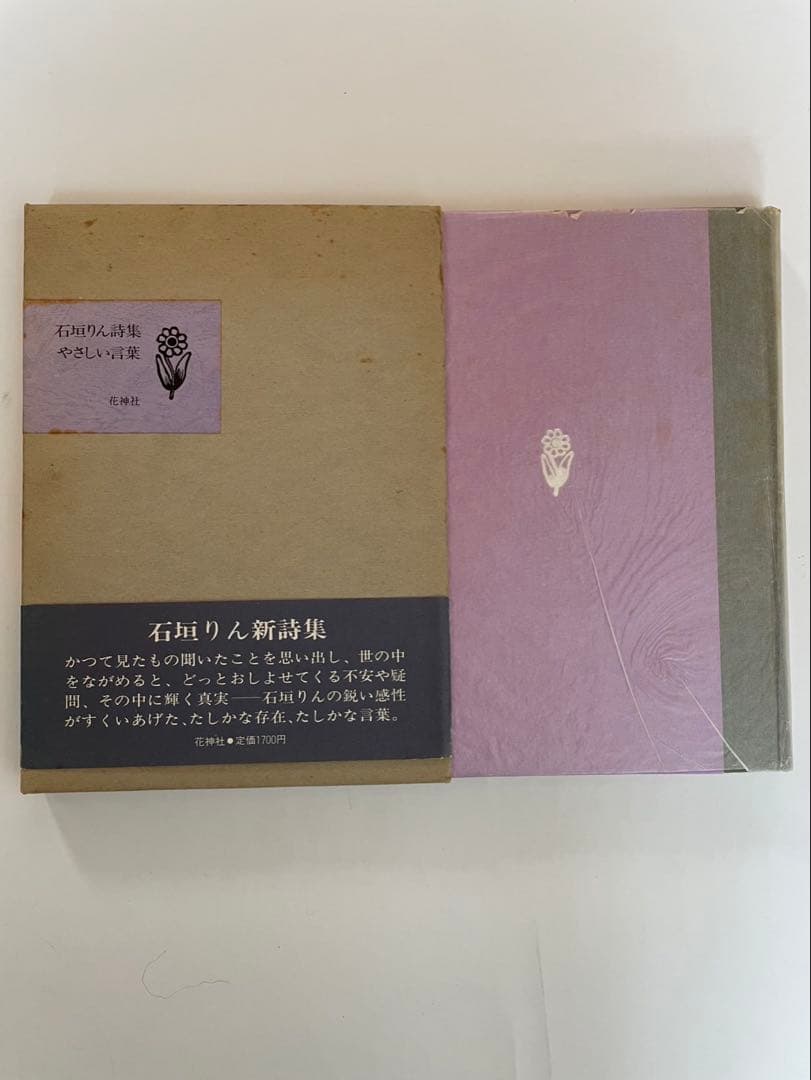 石垣りん詩集
やさしい言葉
花神社
石垣りん新詩集
かつて見たもの聞いたことを思い出し、世の中
をながめると、どっとおしよせてくる不安や疑
問、その中に輝く真実——石垣りんの鋭い感性
がすくいあげた、たしかな存在、たしかな言葉。
花神社●定価1700円